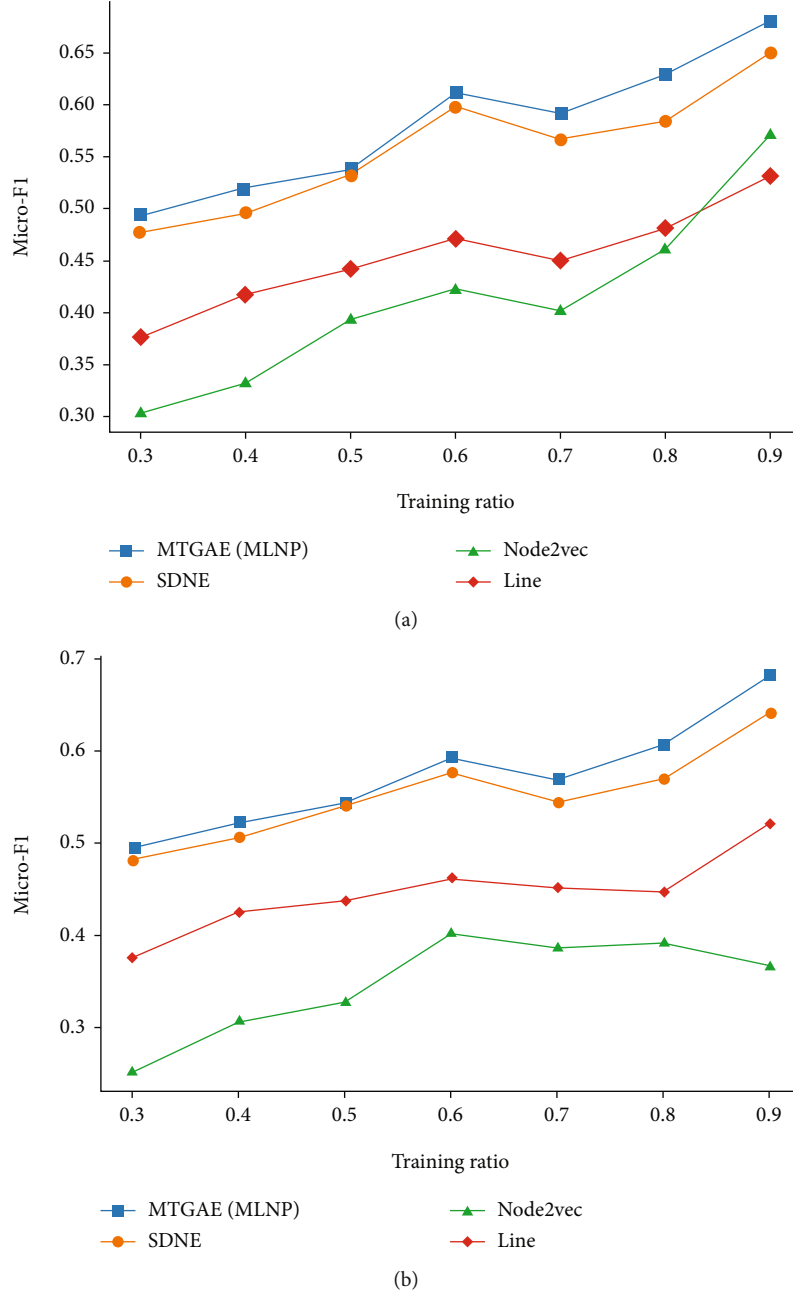 0.65
0.60
0.55
0.50
0.45
0.40
0.35
0.30
Micro-F1
0.3 0.4 0.5 0.6 0.7 0.8 0.9
Training ratio
MTGAE (MLNP) Node2vec
SDNE Line
(a)
0.7
0.6
0.5
0.4
0.3
Micro-F1
0.3 0.4 0.5 0.6 0.7 0.8 0.9
Training ratio
MTGAE (MLNP) Node2vec
SDNE Line
(b)